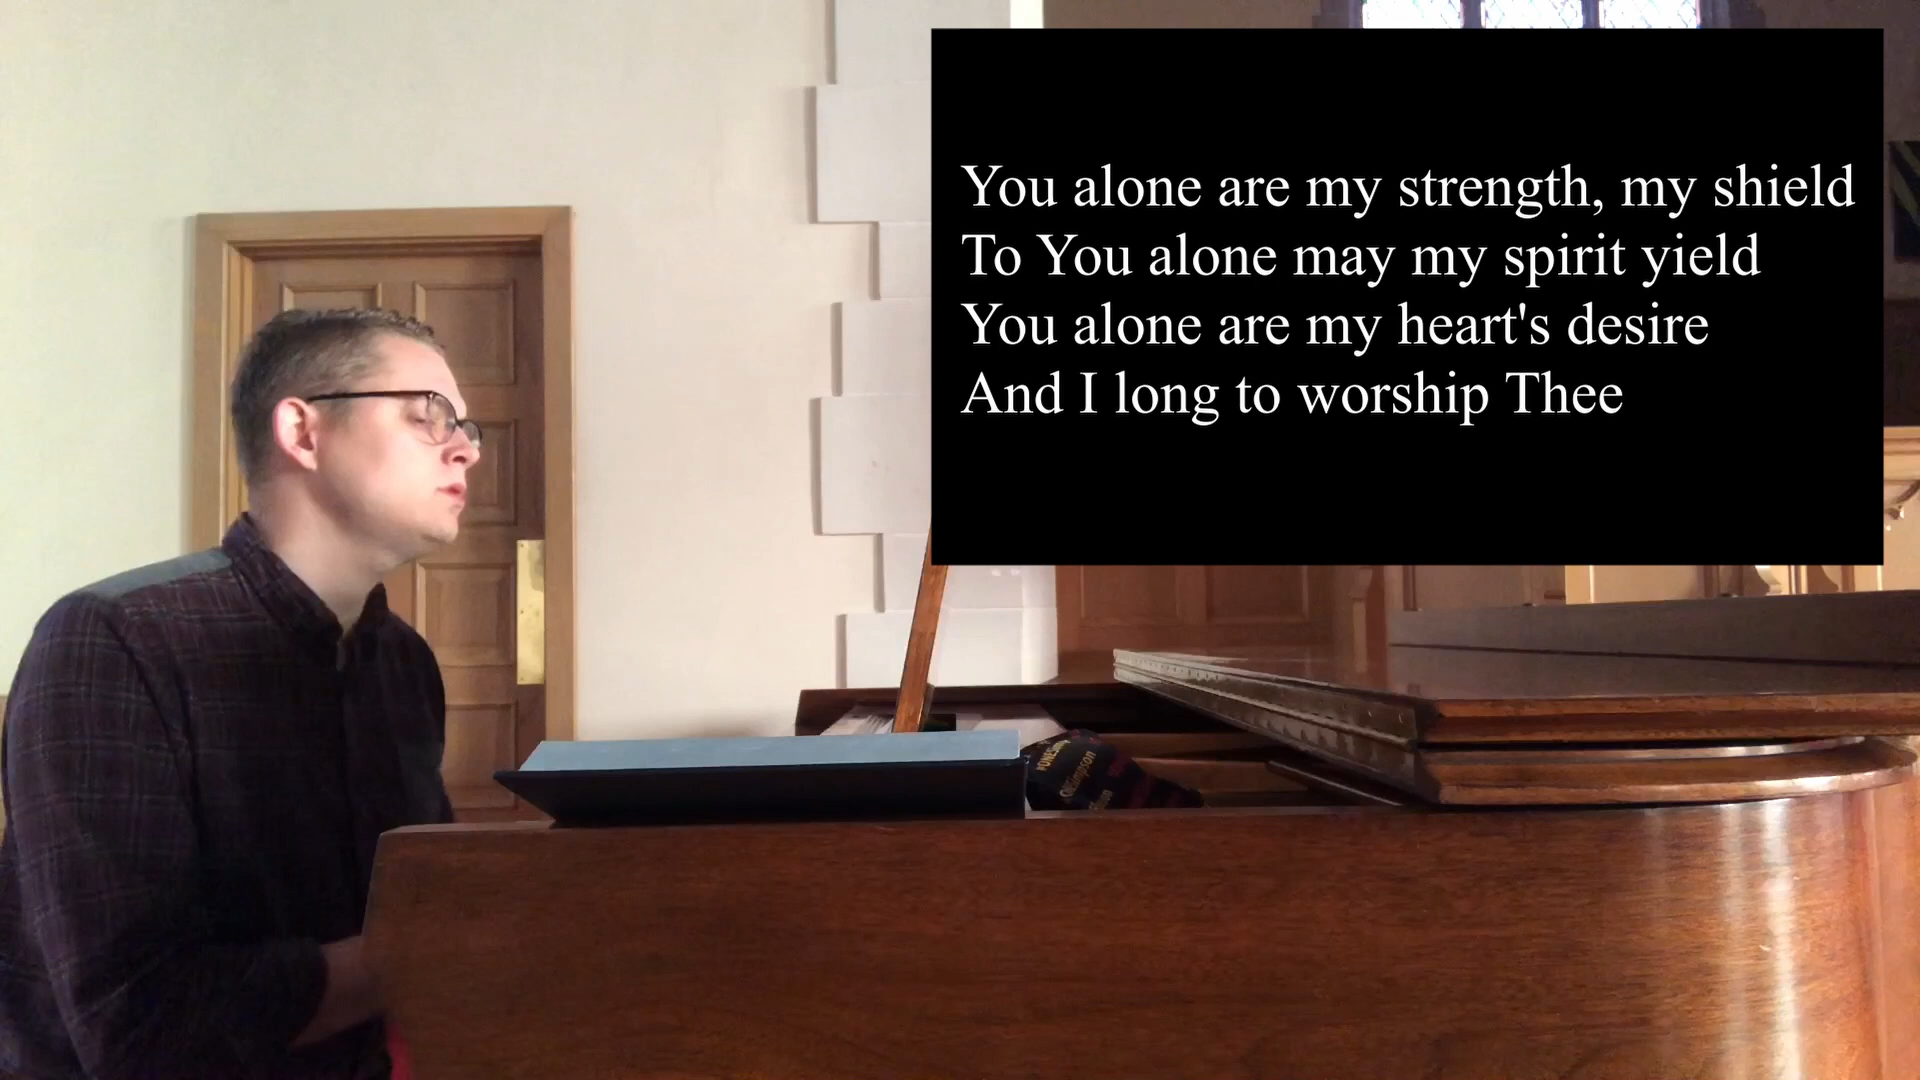 You alone are my strength, my shield
To You alone may my spirit yield
You alone are my heart's desire
And I long to worship Thee